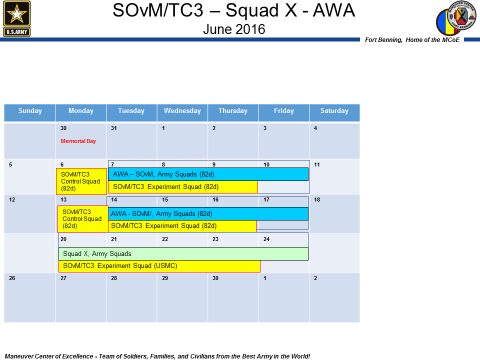 SOvM/TC3 – Squad X - AWA
June 2016
U.S.ARMY
Fort Benning, Home of the MCoE
Sunday Monday Tuesday Wednesday Thursday Friday Saturday
30 31 1 2 3 4
Memorial Day
5 6 7 8 9 10 11
SOvM/TC3
Control Squad
(82d)
AWA – SOvM, Army Squads (82d)
SOvM/TC3 Experiment Squad (82d)
12 13 14 15 16 17 18
SOvM/TC3
Control Squad
(82d)
AWA - SOvM/, Army Squads (82d)
SOvM/TC3 Experiment Squad (82d)
20 21 22 23 24
Squad X, Army Squads
SOvM/TC3 Experiment Squad (USMC)
26 27 28 29 30 1 2
Maneuver Center of Excellence - Team of Soldiers, Families, and Civilians from the Best Army in the World!